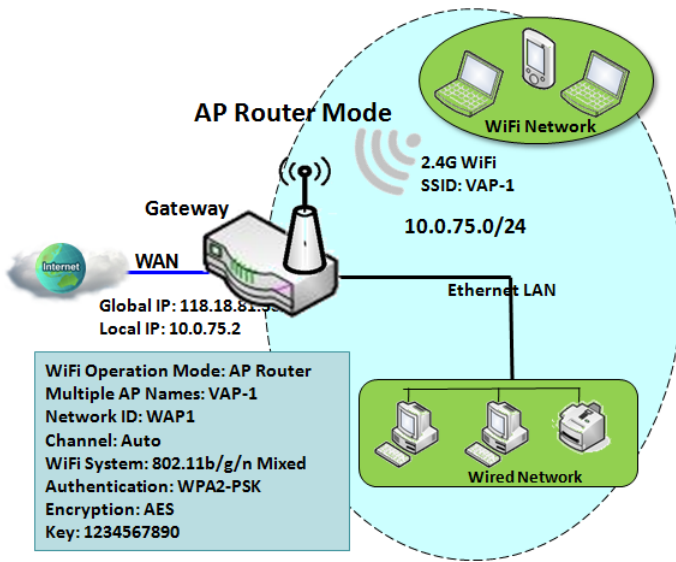 AP Router Mode
WiFi Network
2.4G WiFi
SSID: VAP-1
10.0.75.0/24
Gateway
Internet
WAN
Ethernet LAN
Global IP: 118.18.81.
Local IP: 10.0.75.2
WiFi Operation Mode: AP Router
Multiple AP Names: VAP-1
Network ID: WAP1
Channel: Auto
WiFi System: 802.11b/g/n Mixed
Authentication: WPA2-PSK
Encryption: AES
Key: 1234567890
Wired Network